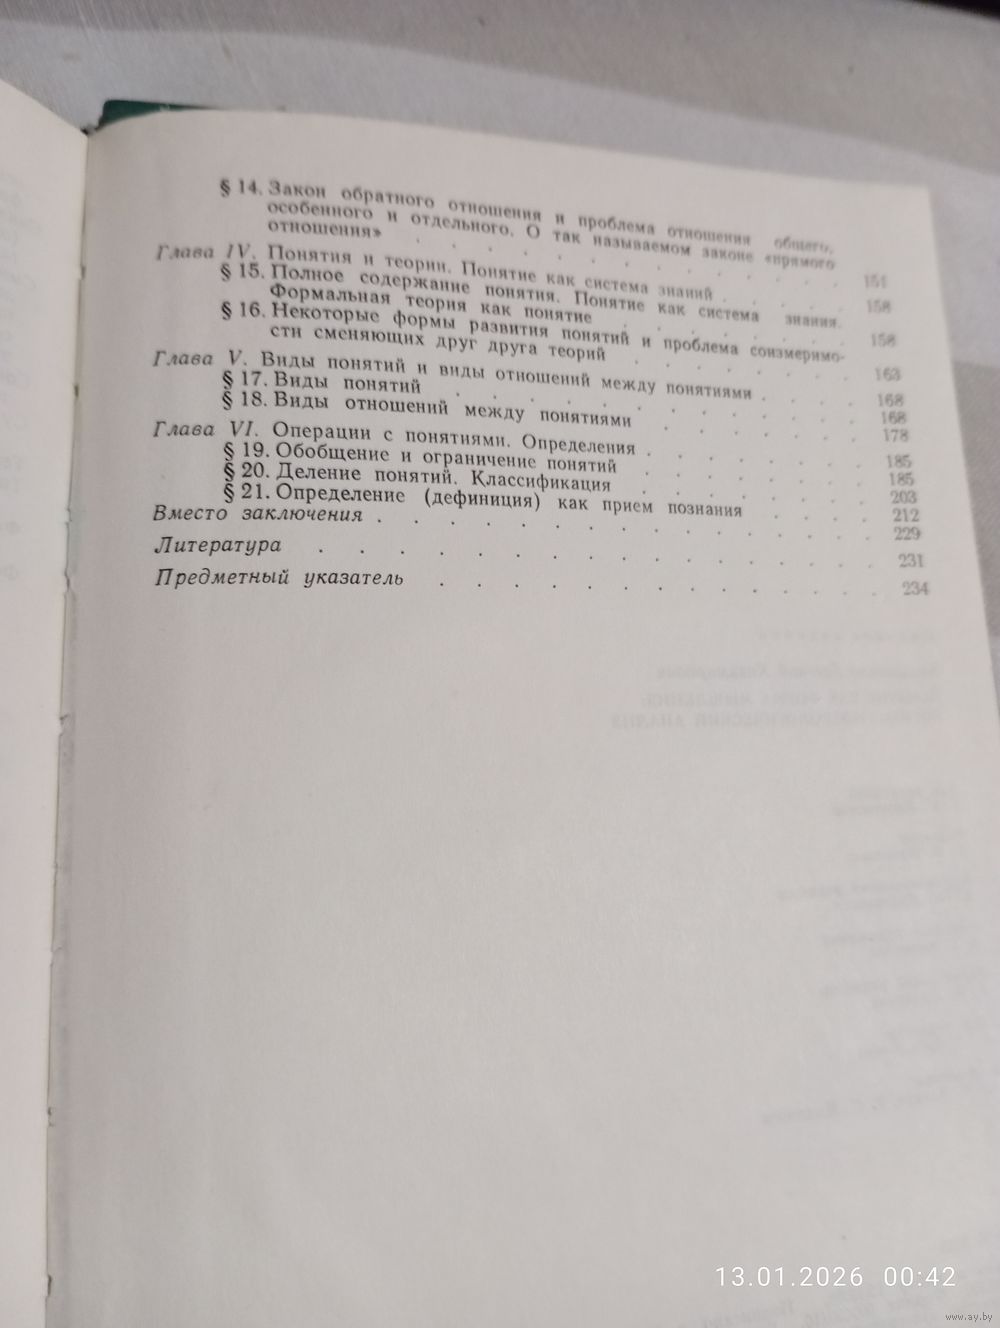 § 14. Закон обратного отношения и проблема отношения общего,
особенного и отдельного. О так называемом законе «прямого
отношения» . . . . . . . . . . . 151
Глава IV. Понятия и теории. Понятие как система знаний . . . . . 158
§ 15. Полное содержание понятия. Понятие как система знания.
Формальная теория как понятие . . . . . . . 158
§ 16. Некоторые формы развития понятий и проблема соизмеримо-
сти сменяющих друг друга теорий . . . . . . 163
Глава V. Виды понятий и виды отношений между понятиями . . . . 168
§ 17. Виды понятий . . . . . . . . . . . 168
§ 18. Виды отношений между понятиями . . . . . . 178
Глава VI. Операции с понятиями. Определения . . . . . . . 185
§ 19. Обобщение и ограничение понятий . . . . . . 185
§ 20. Деление понятий. Классификация . . . . . . 203
§ 21. Определение (дефиниция) как прием познания . . . . 212
Вместо заключения . . . . . . . . . . . . . 229
Литература . . . . . . . . . . . . . . 231
Предметный указатель . . . . . . . . . . . 234
13.01.2026 00:42
www.ay.by